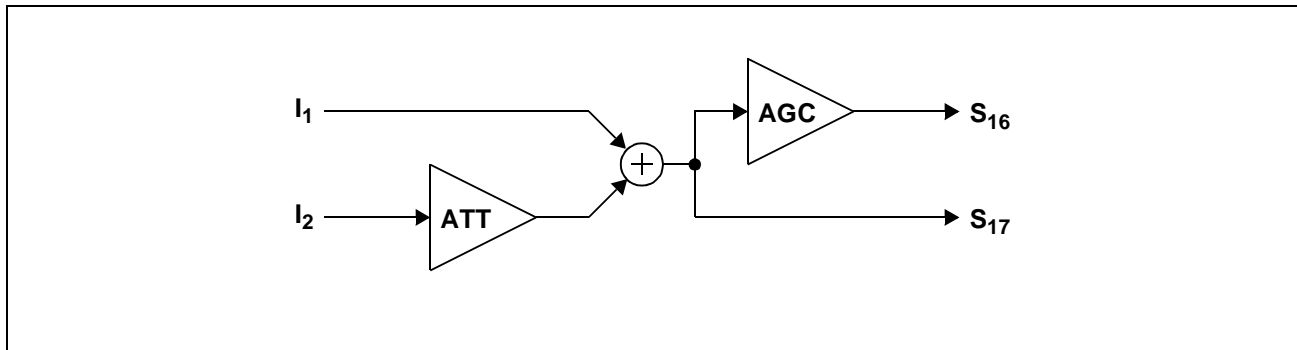 I₁
AGC
S₁₆
I₂
ATT
S₁₇